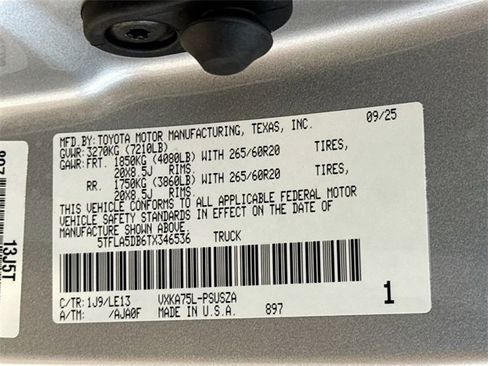 MFD.BY:TOYOTA MOTOR MANUFACTURING, TEXAS, INC. 09/25
GVWR: 3270KG (7210LB)
GAWR: FRT. 1850KG (4080LB) WITH 265/60R20 TIRES,
20X8.5J RIMS.
RR. 1750KG (3860LB) WITH 265/60R20 TIRES,
20X8.5J RIMS.
THIS VEHICLE CONFORMS TO ALL APPLICABLE FEDERAL MOTOR
VEHICLE SAFETY STANDARDS IN EFFECT ON THE DATE OF
MANUFACTURE SHOWN ABOVE.
5TFLA5DB6TX346536 TRUCK
C/TR: 1J9/LE13 VXKA75L-PSUSZA 1
A/TM: /AJA0F MADE IN U.S.A. 897
13J5T